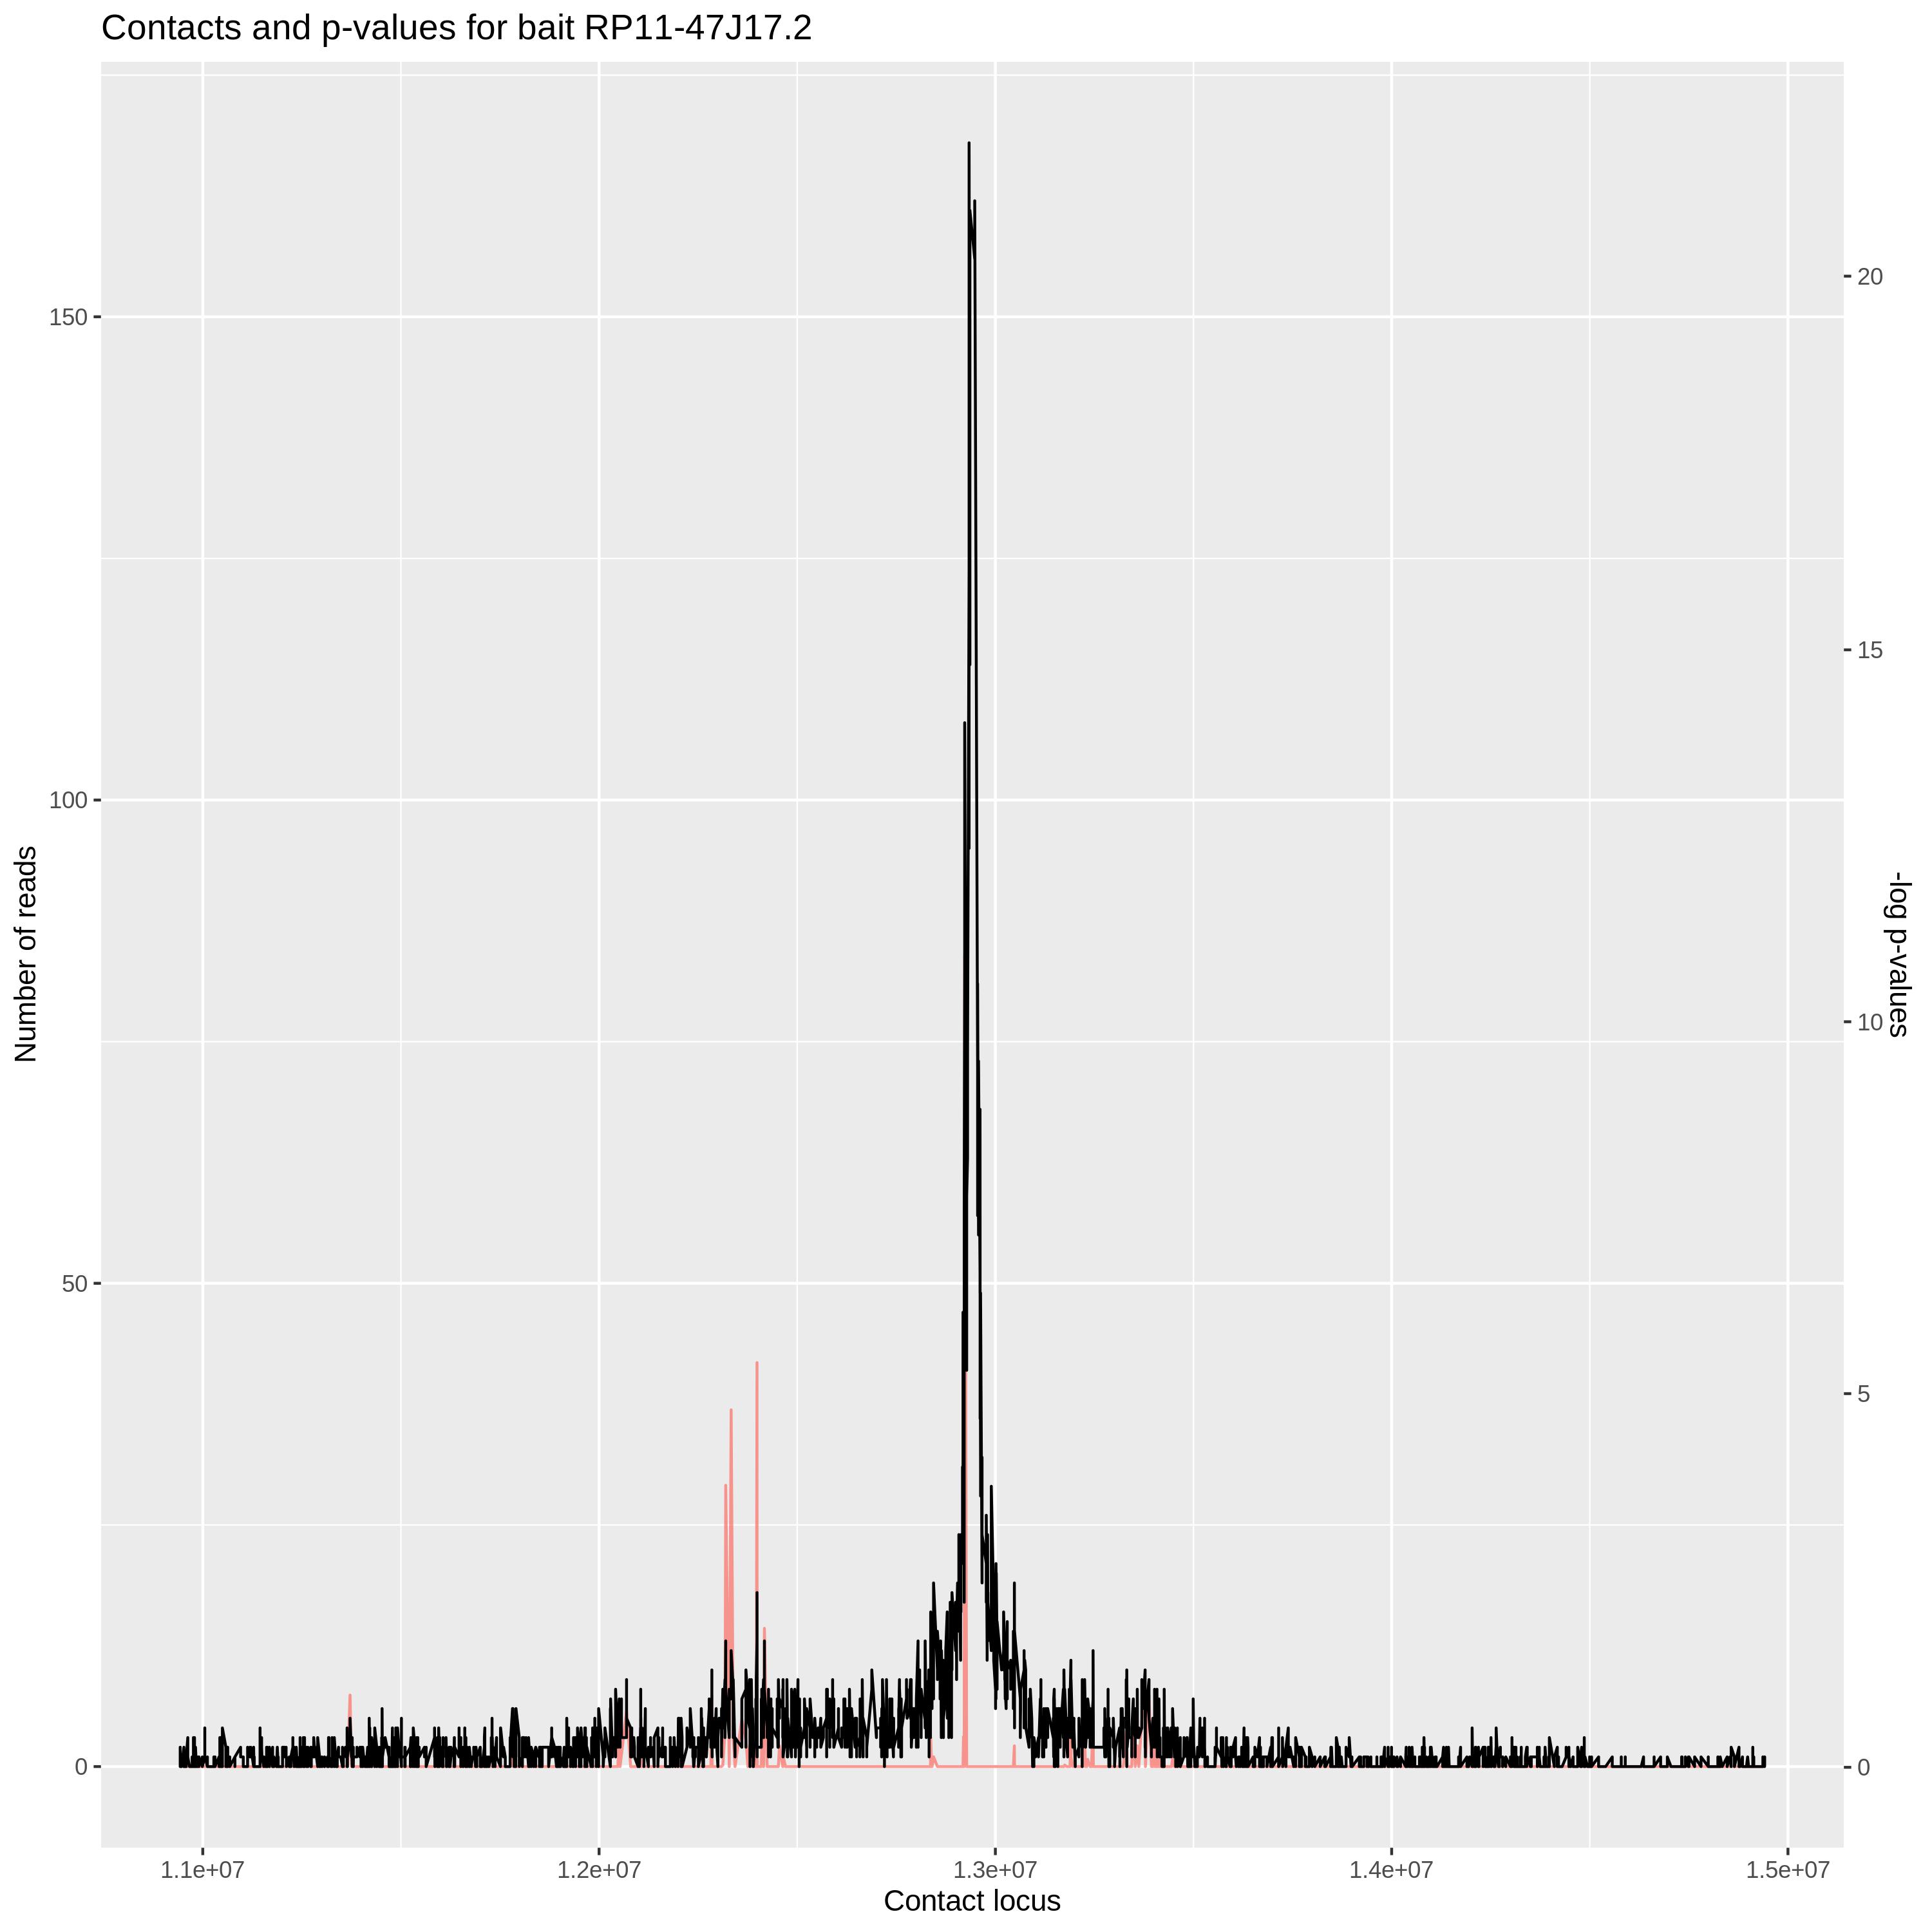 Contacts and p-values for bait RP11-47J17.2
150
100
50
0
Number of reads
20
15
10
5
0
-log p-values
1.1e+07 1.2e+07 1.3e+07 1.4e+07 1.5e+07
Contact locus